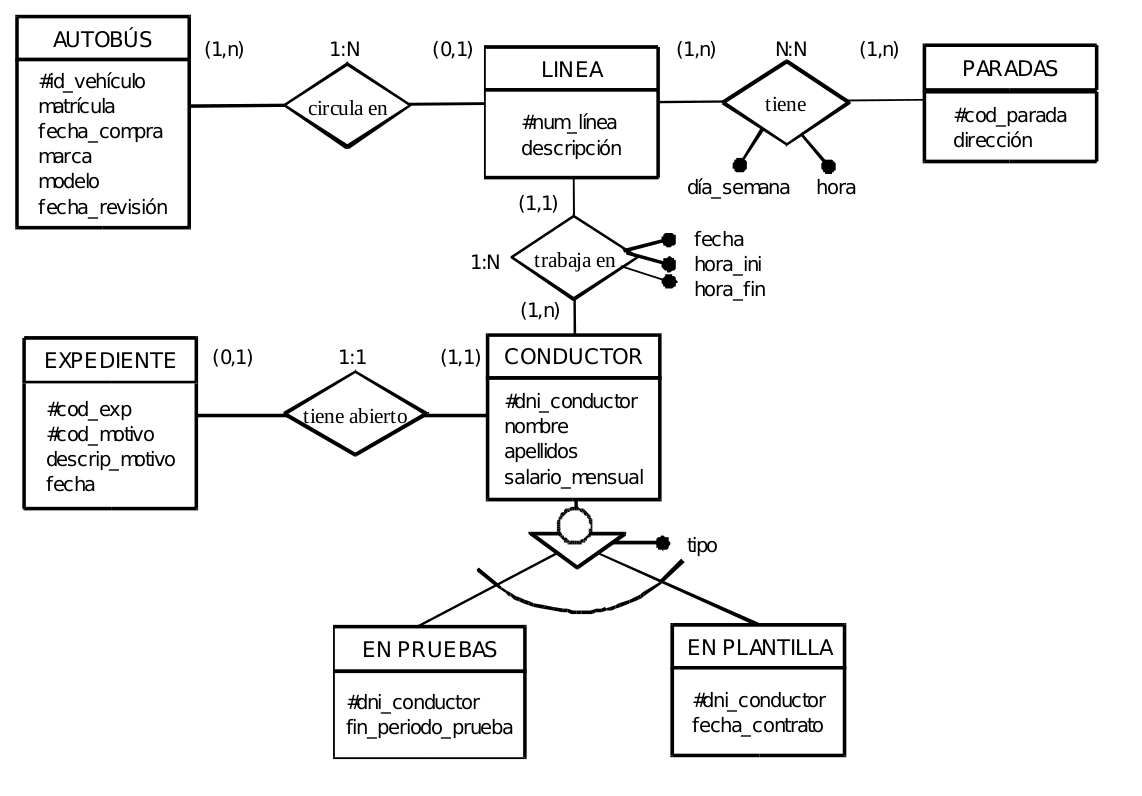 AUTOBÚS
#id_vehículo
matrícula
fecha_compra
marca
modelo
fecha_revisión
(1,n)
1:N
(0,1)
circula en
LINEA
#num_línea
descripción
(1,n)
N:N
(1,n)
tiene
día_semana
hora
PARADAS
#cod_parada
dirección
(1,1)
1:N
trabaja en
fecha
hora_ini
hora_fin
(1,n)
EXPEDIENTE
#cod_exp
#cod_motivo
descrip_motivo
fecha
(0,1)
1:1
(1,1)
tiene abierto
CONDUCTOR
#dni_conductor
nombre
apellidos
salario_mensual
tipo
EN PRUEBAS
#dni_conductor
fin_periodo_prueba
EN PLANTILLA
#dni_conductor
fecha_contrato